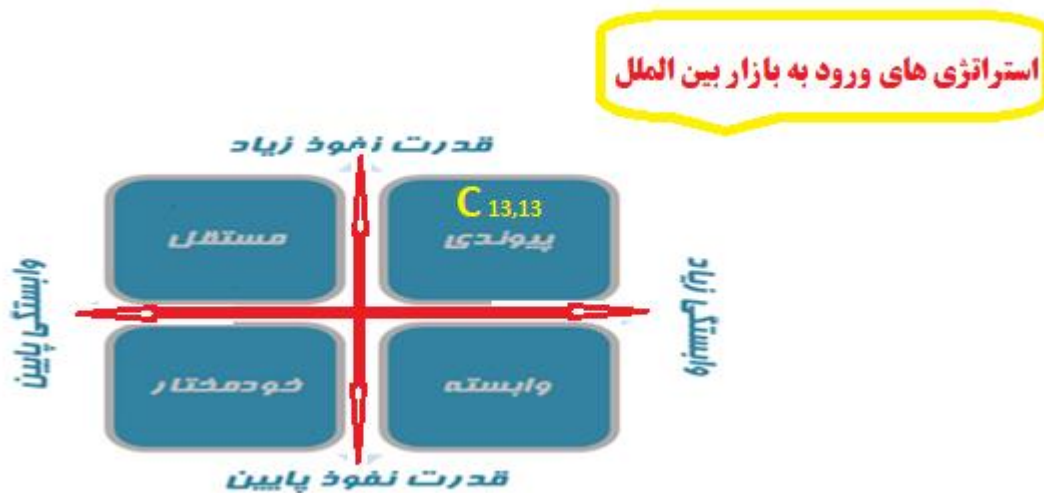 استراتژی های ورود به بازار بین الملل
قدرت نفوذ زیاد
C 13,13
پیوندی
مستقل
وابستگی زیاد
وابستگی پایین
وابسته
خودمختار
قدرت نفوذ پایین